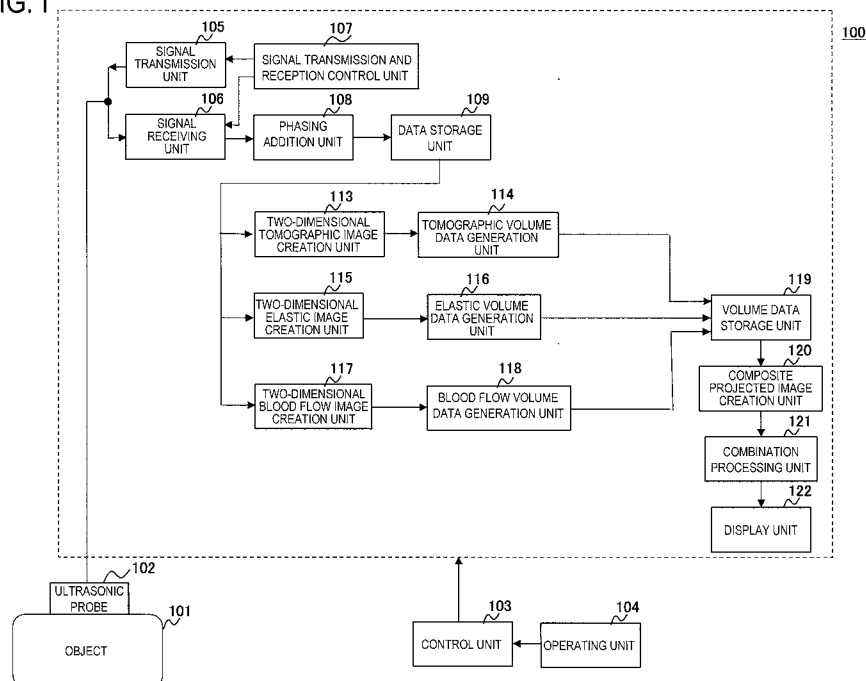 FIG. 1
100
105
SIGNAL
TRANSMISSION
UNIT
107
SIGNAL TRANSMISSION AND
RECEPTION CONTROL UNIT
106
SIGNAL
RECEIVING
UNIT
108
PHASING
ADDITION UNIT
109
DATA STORAGE
UNIT
113
TWO-DIMENSIONAL
TOMOGRAPHIC IMAGE
CREATION UNIT
114
TOMOGRAPHIC VOLUME
DATA GENERATION
UNIT
115
TWO-DIMENSIONAL
ELASTIC IMAGE
CREATION UNIT
116
ELASTIC VOLUME
DATA GENERATION
UNIT
119
VOLUME DATA
STORAGE UNIT
117
TWO-DIMENSIONAL
BLOOD FLOW IMAGE
CREATION UNIT
118
BLOOD FLOW VOLUME
DATA GENERATION UNIT
120
COMPOSITE
PROJECTED IMAGE
CREATION UNIT
121
COMBINATION
PROCESSING UNIT
122
DISPLAY UNIT
102
ULTRASONIC
PROBE
101
OBJECT
103
CONTROL UNIT
104
OPERATING UNIT